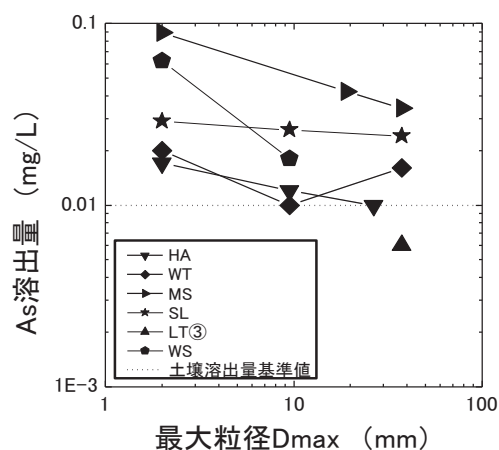 0.1
0.01
1E−3
As溶出量 (mg/L)
HA
WT
MS
SL
LT③
WS
土壌溶出量基準値
1
10
100
最大粒径Dmax (mm)